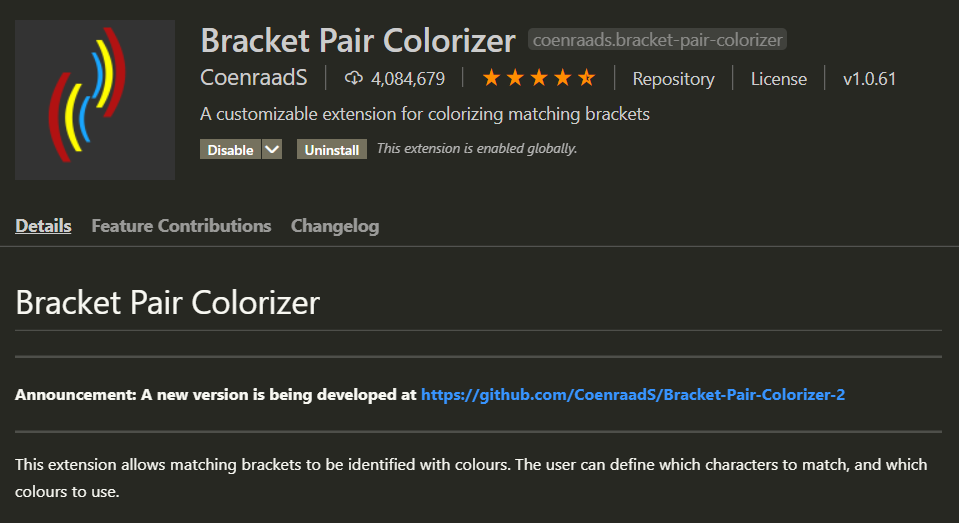 Bracket Pair Colorizer coenraads.bracket-pair-colorizer
CoenraadS 4,084,679 Repository License v1.0.61
A customizable extension for colorizing matching brackets
Disable Uninstall This extension is enabled globally.
Details Feature Contributions Changelog
Bracket Pair Colorizer
Announcement: A new version is being developed at https://github.com/CoenraadS/Bracket-Pair-Colorizer-2
This extension allows matching brackets to be identified with colours. The user can define which characters to match, and which
colours to use.